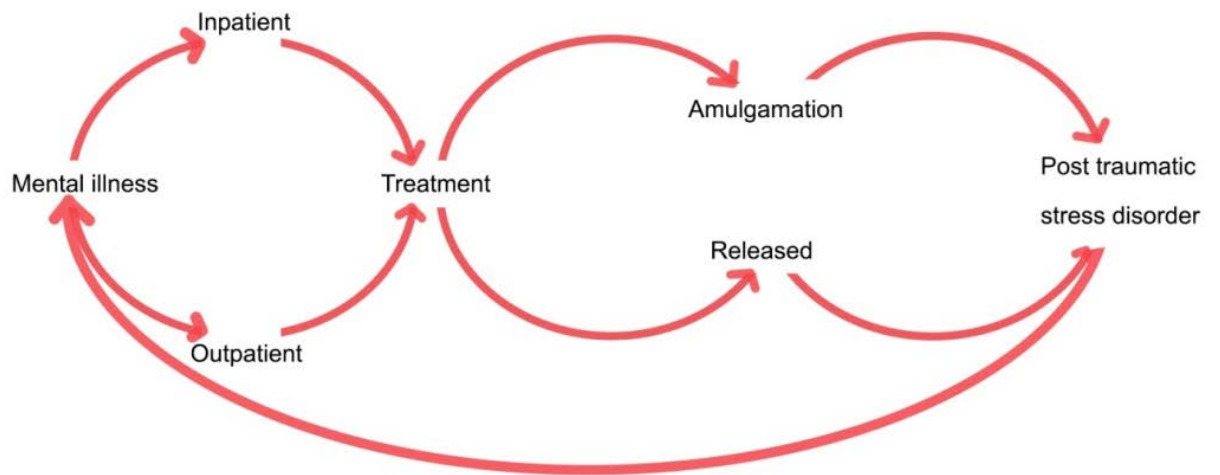 Inpatient
Amulgamation
Mental illness
Treatment
Post traumatic
stress disorder
Released
Outpatient